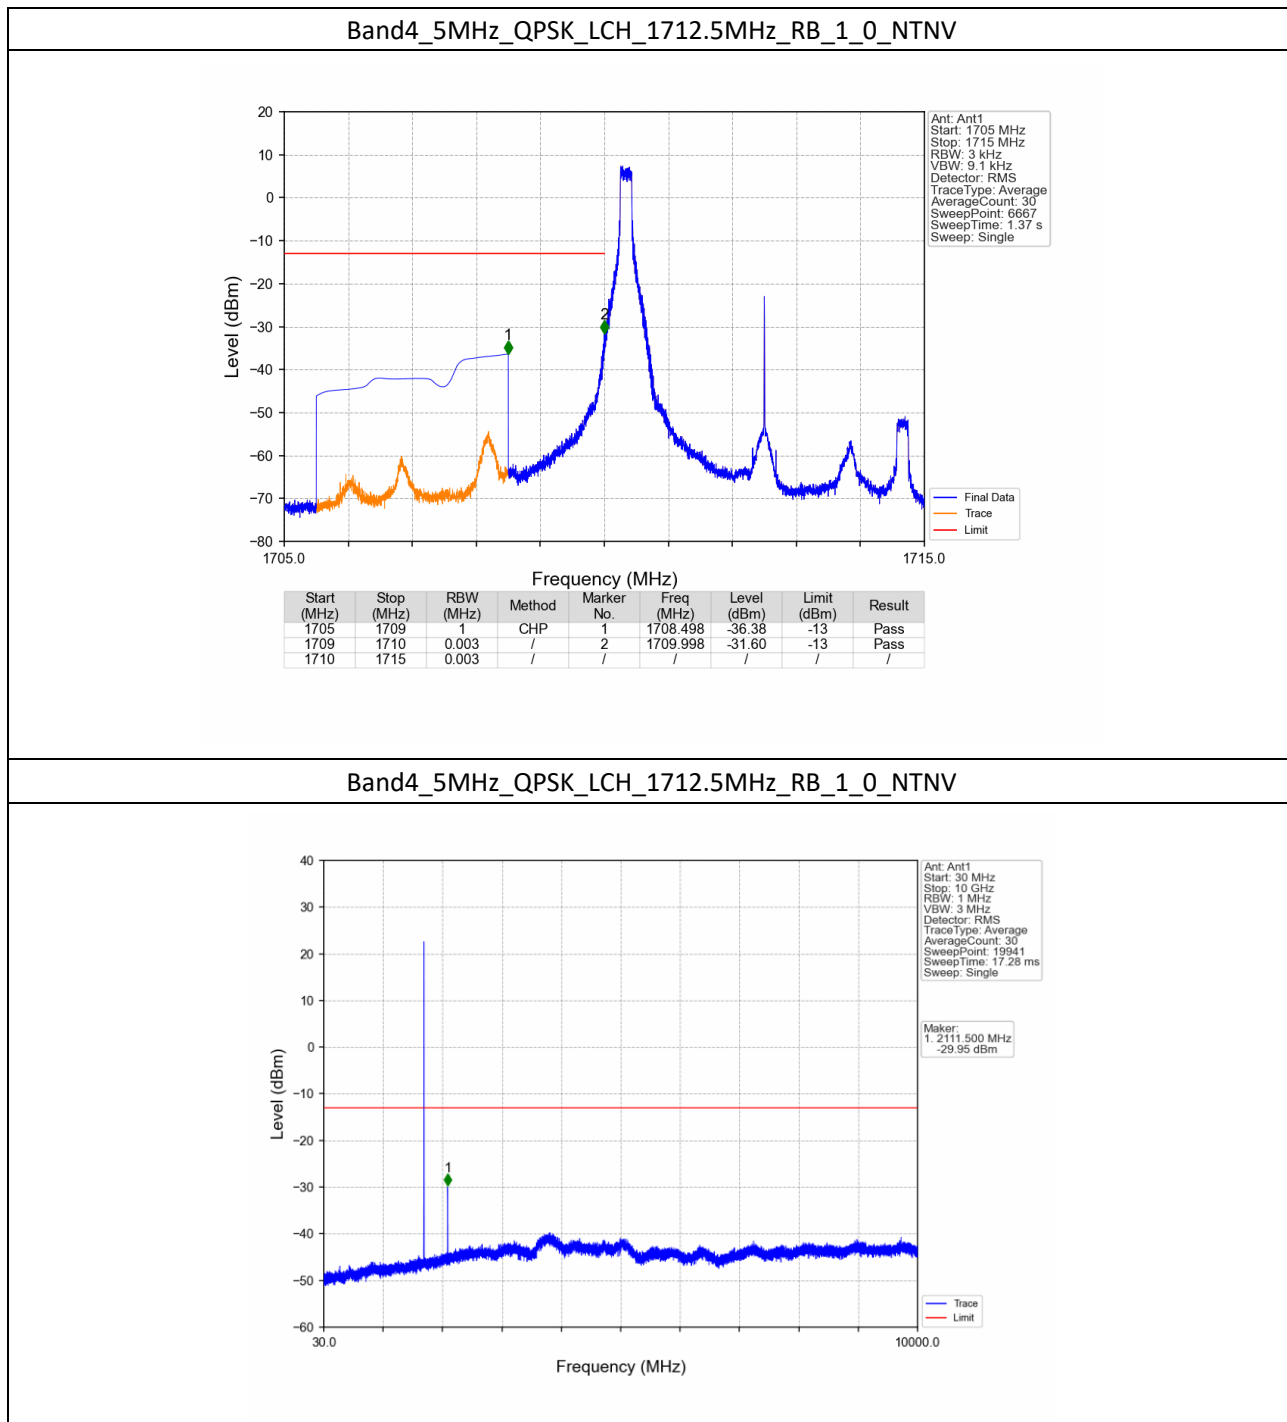 Band4_5MHz_QPSK_LCH_1712.5MHz_RB_1_0_NTNV
20
10
0
−10
−20
−30
−40
−50
−60
−70
−80
Level (dBm)
1
2
1705.0
1715.0
Frequency (MHz)
Ant: Ant1
Start: 1705 MHz
Stop: 1715 MHz
RBW: 3 kHz
VBW: 9.1 kHz
Detector: RMS
TraceType: Average
AverageCount: 30
SweepPoint: 6667
SweepTime: 1.37 s
Sweep: Single
Final Data
Trace
Limit
Start (MHz) Stop (MHz) RBW (MHz) Method Marker No. Freq (MHz) Level (dBm) Limit (dBm) Result
1705 1709 1 CHP 1 1708.498 -36.38 -13 Pass
1709 1710 0.003 / 2 1709.998 -31.60 -13 Pass
1710 1715 0.003 / / / / / /
Band4_5MHz_QPSK_LCH_1712.5MHz_RB_1_0_NTNV
40
30
20
10
0
−10
−20
−30
−40
−50
−60
Level (dBm)
1
30.0
10000.0
Frequency (MHz)
Ant: Ant1
Start: 30 MHz
Stop: 10 GHz
RBW: 1 MHz
VBW: 3 MHz
Detector: RMS
TraceType: Average
AverageCount: 30
SweepPoint: 19941
SweepTime: 17.28 ms
Sweep: Single
Maker:
1. 2111.500 MHz
-29.95 dBm
Trace
Limit